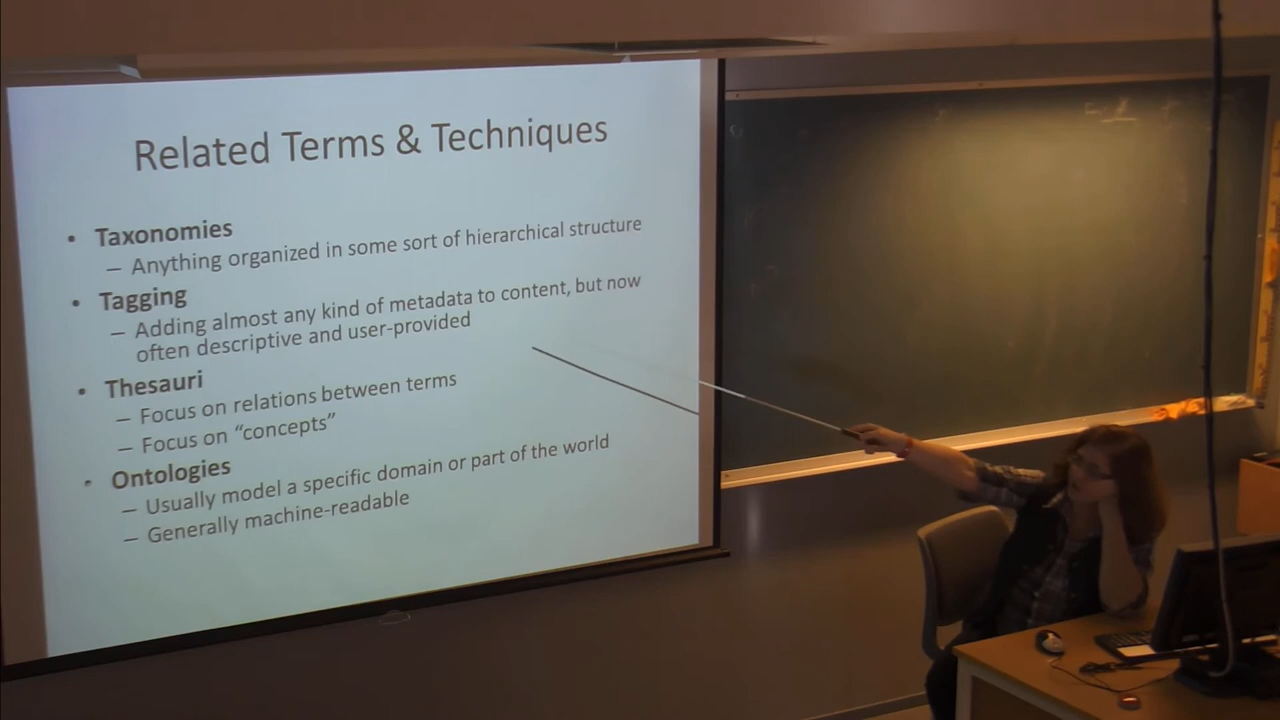 Related Terms & Techniques
• Taxonomies
– Anything organized in some sort of hierarchical structure
• Tagging
– Adding almost any kind of metadata to content, but now
often descriptive and user-provided
• Thesauri
– Focus on relations between terms
– Focus on “concepts”
• Ontologies
– Usually model a specific domain or part of the world
– Generally machine-readable